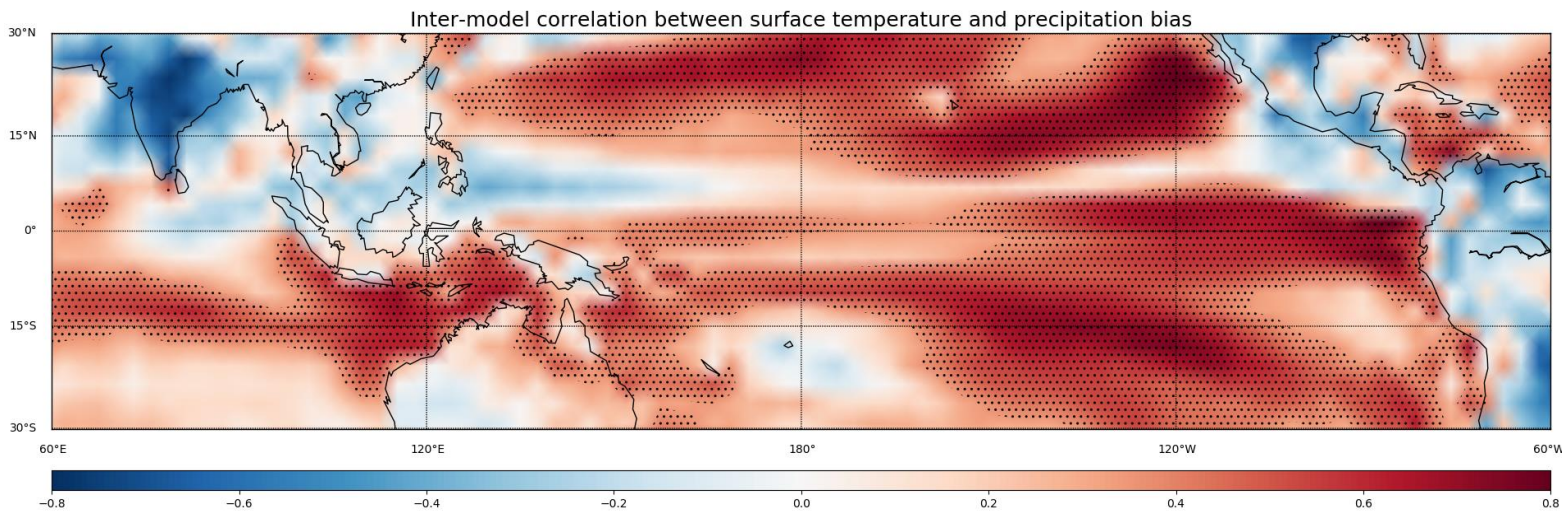 Inter-model correlation between surface temperature and precipitation bias
30°N
15°N
0°
15°S
30°S
60°E 120°E 180° 120°W 60°W
−0.8 −0.6 −0.4 −0.2 0.0 0.2 0.4 0.6 0.8